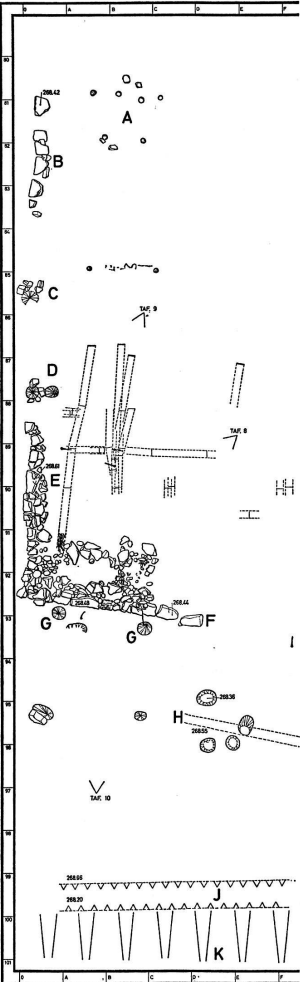 0 A B C D E F
80
81
268.42
A
82
B
83
84
85
C
TAF. 9
86
87
D
88
TAF. 8
89
268.61
E
90
91
92
268.48
268.44
93
G G F
94
268.36
95
H
268.55
96
97
TAF. 10
98
268.96
99
J
268.20
100
K
101
0 A B C D E F